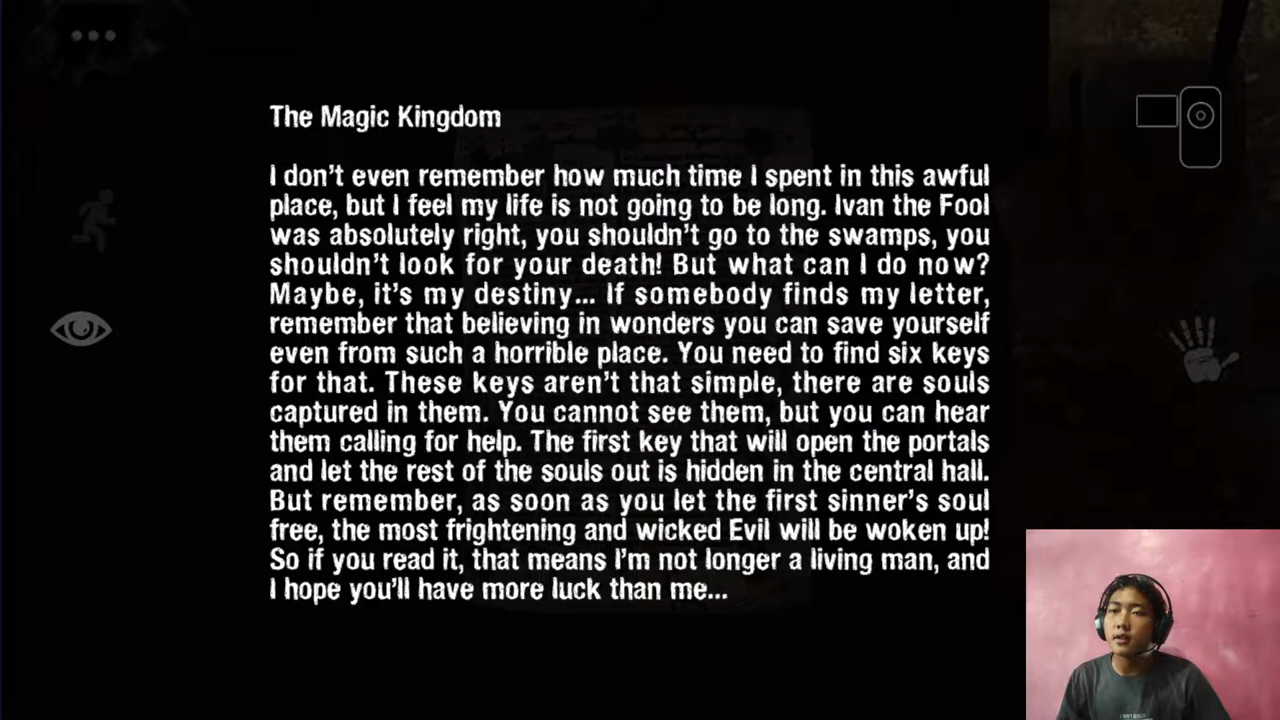 The Magic Kingdom
I don't even remember how much time I spent in this awful
place, but I feel my life is not going to be long. Ivan the Fool
was absolutely right, you shouldn't go to the swamps, you
shouldn't look for your death! But what can I do now?
Maybe, it's my destiny... If somebody finds my letter,
remember that believing in wonders you can save yourself
even from such a horrible place. You need to find six keys
for that. These keys aren't that simple, there are souls
captured in them. You cannot see them, but you can hear
them calling for help. The first key that will open the portals
and let the rest of the souls out is hidden in the central hall.
But remember, as soon as you let the first sinner's soul
free, the most frightening and wicked Evil will be woken up!
So if you read it, that means I'm not longer a living man, and
I hope you'll have more luck than me...